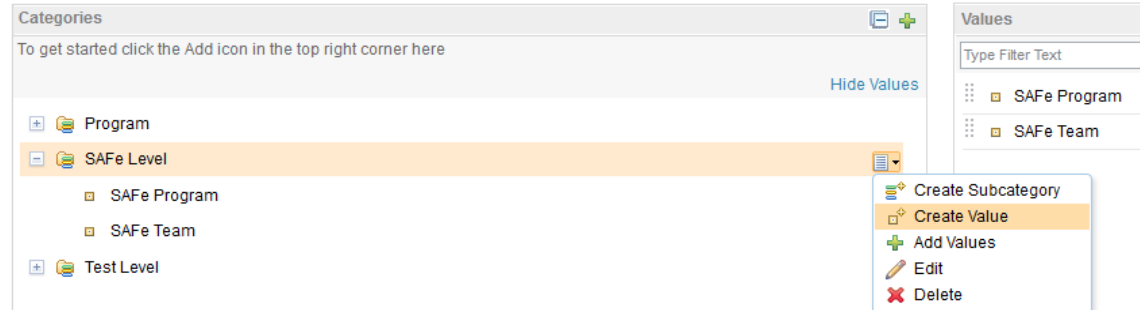 Categories
To get started click the Add icon in the top right corner here
Hide Values
Program
SAFe Level
SAFe Program
SAFe Team
Test Level
Create Subcategory
Create Value
Add Values
Edit
Delete
Values
Type Filter Text
SAFe Program
SAFe Team